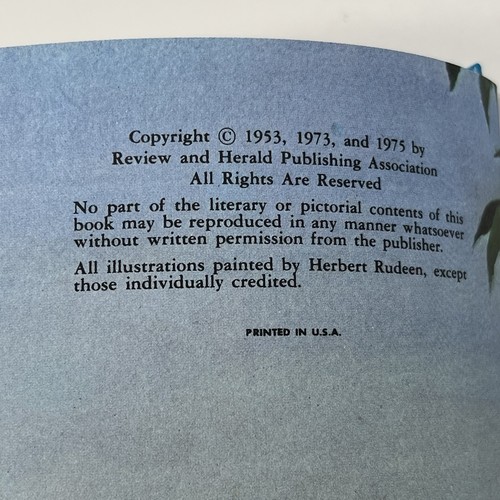 Copyright © 1953, 1973, and 1975 by
Review and Herald Publishing Association
All Rights Are Reserved
No part of the literary or pictorial contents of this
book may be reproduced in any manner whatsoever
without written permission from the publisher.
All illustrations painted by Herbert Rudeen, except
those individually credited.
PRINTED IN U.S.A.